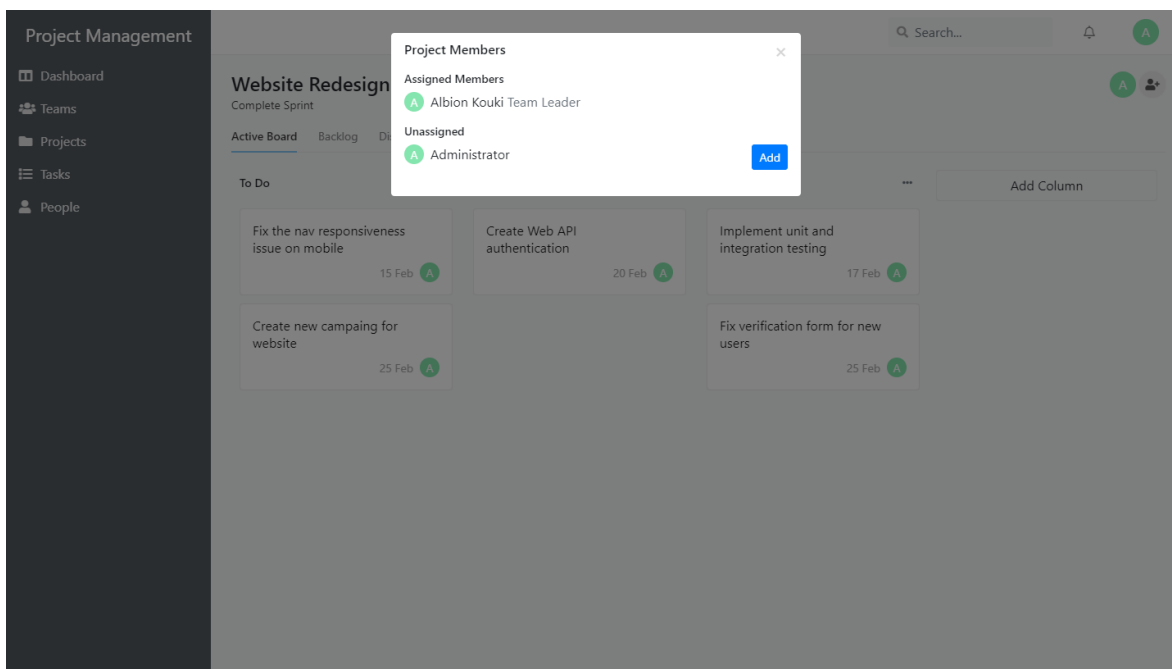 Project Management
Dashboard
Teams
Projects
Tasks
People
Search...
A
Website Redesign
Complete Sprint
A
Active Board
Backlog
To Do
Add Column
Fix the nav responsiveness
issue on mobile
15 Feb A
Create new campaing for
website
25 Feb A
Create Web API
authentication
20 Feb A
Implement unit and
integration testing
17 Feb A
Fix verification form for new
users
25 Feb A
Project Members
Assigned Members
A Albion Kouki Team Leader
Unassigned
A Administrator
Add